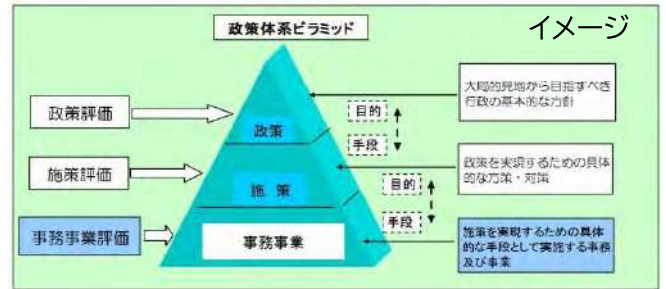 政策体系ピラミッド
イメージ
政策評価
施策評価
事務事業評価
政策
施 策
事務事業
目的
手段
目的
手段
大局的見地から目指すべき
行政の基本的な方針
政策を実現するための具体
的な方策・対策
施策を実現するための具体
的な手段として実施する事務
及び事業